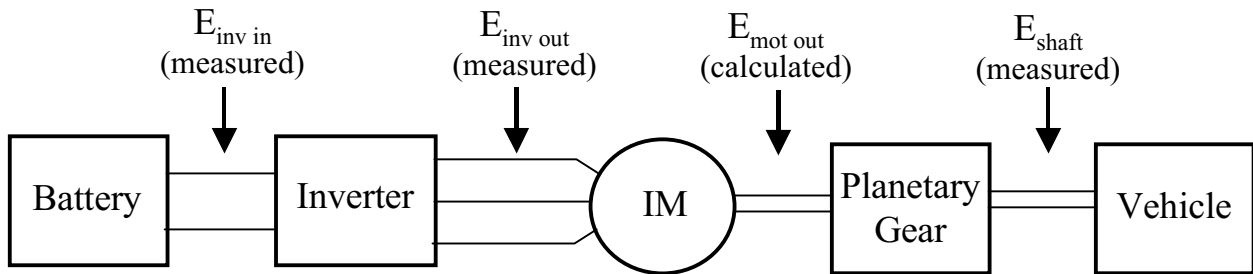 E_inv in
(measured)
E_inv out
(measured)
E_mot out
(calculated)
E_shaft
(measured)
Battery
Inverter
IM
Planetary
Gear
Vehicle